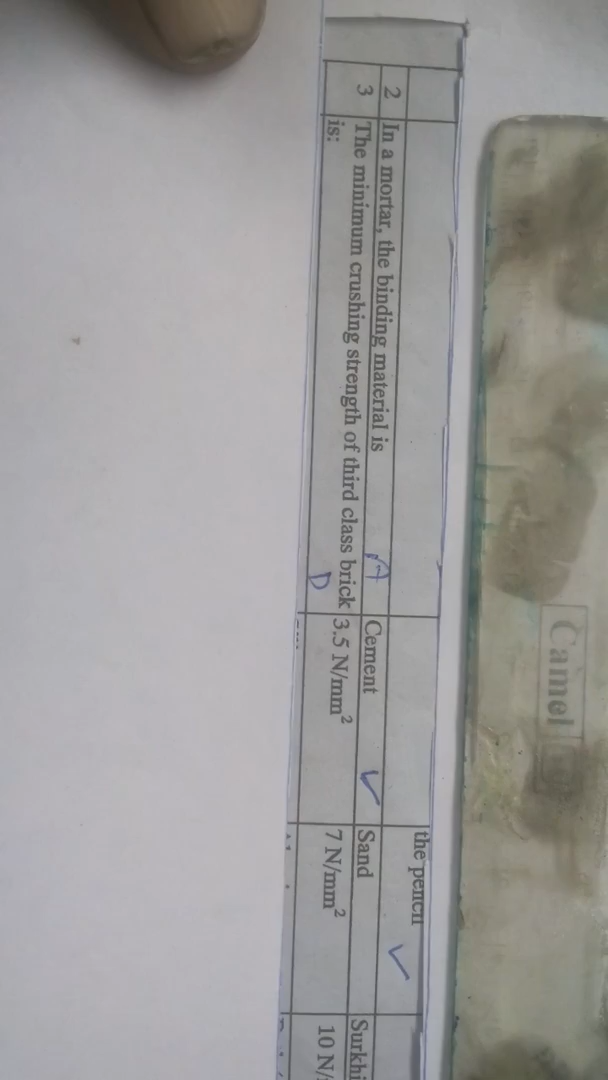 the pencil
2 In a mortar, the binding material is A Cement ✓ Sand ✓ Surkhi
3 The minimum crushing strength of third class brick is: D 3.5 N/mm² 7 N/mm² 10 N/
Camel